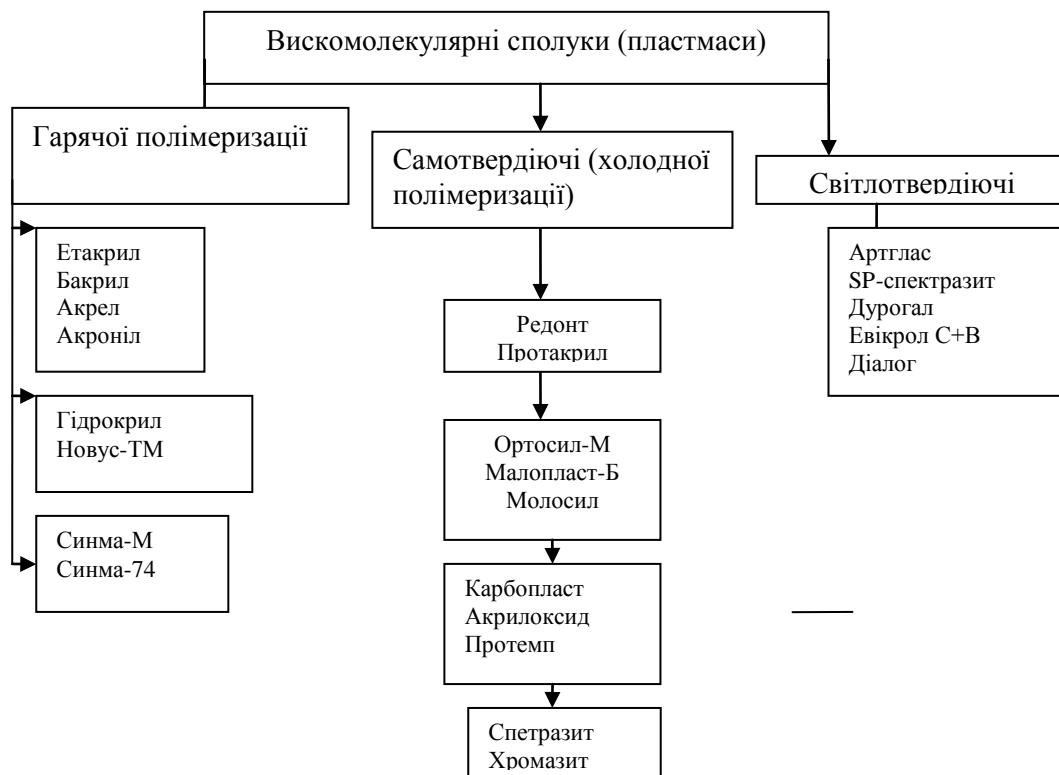 Вискомолекулярні сполуки (пластмаси)
Гарячої полімеризації
Самотвердіючі (холодної
полімеризації)
Світлотвердіючі
Етакрил
Бакрил
Акрел
Акроніл
Гідрокрил
Новус-ТМ
Синма-М
Синма-74
Редонт
Протакрил
Ортосил-М
Малопласт-Б
Молосил
Карбопласт
Акрилоксид
Протемп
Спетразит
Хромазит
Артглас
SP-спектразит
Дурогал
Евікрол С+В
Діалог